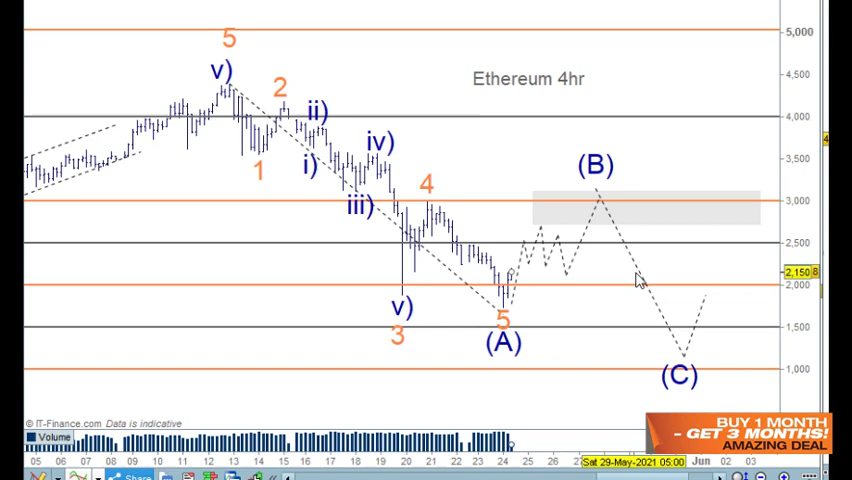 5
5,000
v)
Ethereum 4hr
4,500
2
ii)
4,000
iv)
3,500
1
i)
(B)
4
iii)
3,000
2,500
2,150
8
2,000
v)
5
1,500
3
(A)
(C)
1,000
© IT-Finance.com Data is indicative
BUY 1 MONTH
- GET 3 MONTHS!
AMAZING DEAL
Volume
05 06 07 08 09 10 11 12 13 14 15 16 17 18 19 20 21 22 23 24 25 26 27 Sat 29-May-2021 05:00 Jun 02 03
Share